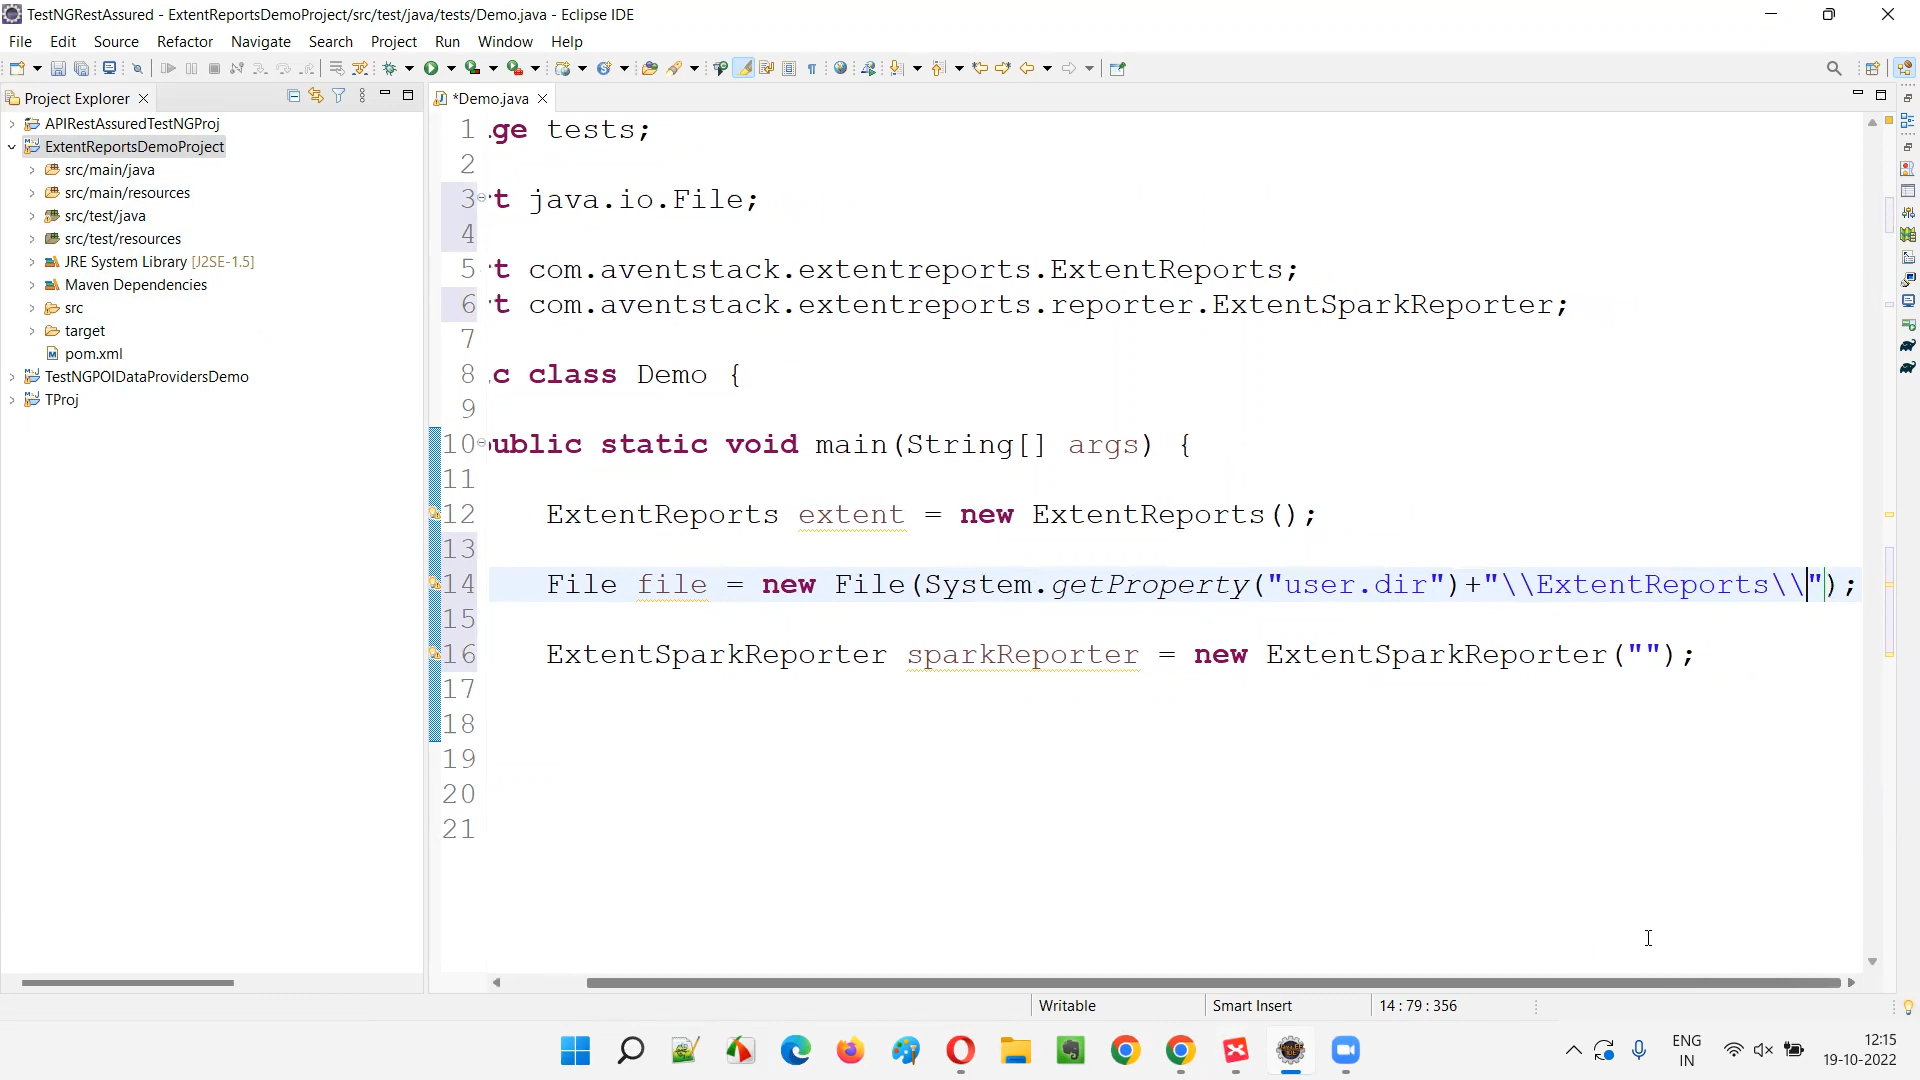 TestNGRestAssured - ExtentReportsDemoProject/src/test/java/tests/Demo.java - Eclipse IDE
File Edit Source Refactor Navigate Search Project Run Window Help
Project Explorer
*Demo.java
APIRestAssuredTestNGProj
ExtentReportsDemoProject
src/main/java
src/main/resources
src/test/java
src/test/resources
JRE System Library [J2SE-1.5]
Maven Dependencies
src
target
pom.xml
TestNGPOIDataProvidersDemo
TProj
1 ge tests;
2
3 t java.io.File;
4
5 t com.aventstack.extentreports.ExtentReports;
6 t com.aventstack.extentreports.reporter.ExtentSparkReporter;
7
8 c class Demo {
9
10 public static void main(String[] args) {
11
12 ExtentReports extent = new ExtentReports();
13
14 File file = new File(System.getProperty("user.dir")+"\\ExtentReports\\");
15
16 ExtentSparkReporter sparkReporter = new ExtentSparkReporter("");
17
18
19
20
21
Writable Smart Insert 14 : 79 : 356
ENG
IN
12:15
19-10-2022